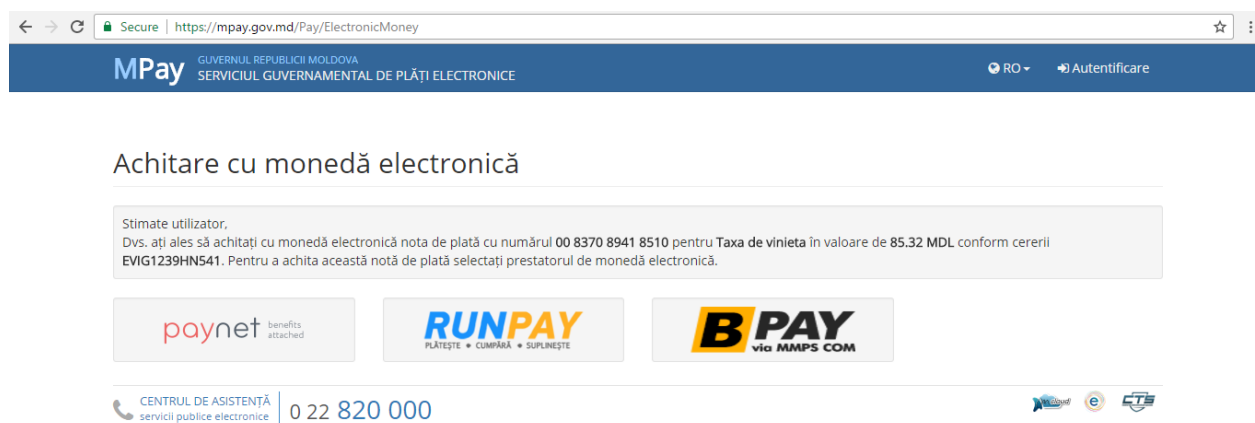 Secure | https://mpay.gov.md/Pay/ElectronicMoney
MPay GUVERNUL REPUBLICII MOLDOVA
SERVICIUL GUVERNAMENTAL DE PLĂȚI ELECTRONICE
RO
Autentificare
Achitare cu monedă electronică
Stimate utilizator,
Dvs. ați ales să achitați cu monedă electronică nota de plată cu numărul 00 8370 8941 8510 pentru Taxa de vinieta în valoare de 85.32 MDL conform cererii
EVIG1239HN541. Pentru a achita această notă de plată selectați prestatorul de monedă electronică.
paynet benefits
attached
RUNPAY
PLĂTEȘTE • CUMPĂRĂ • SUPLINEȘTE
B PAY
via MMPS COM
CENTRUL DE ASISTENȚĂ
servicii publice electronice
0 22 820 000
e
CTS